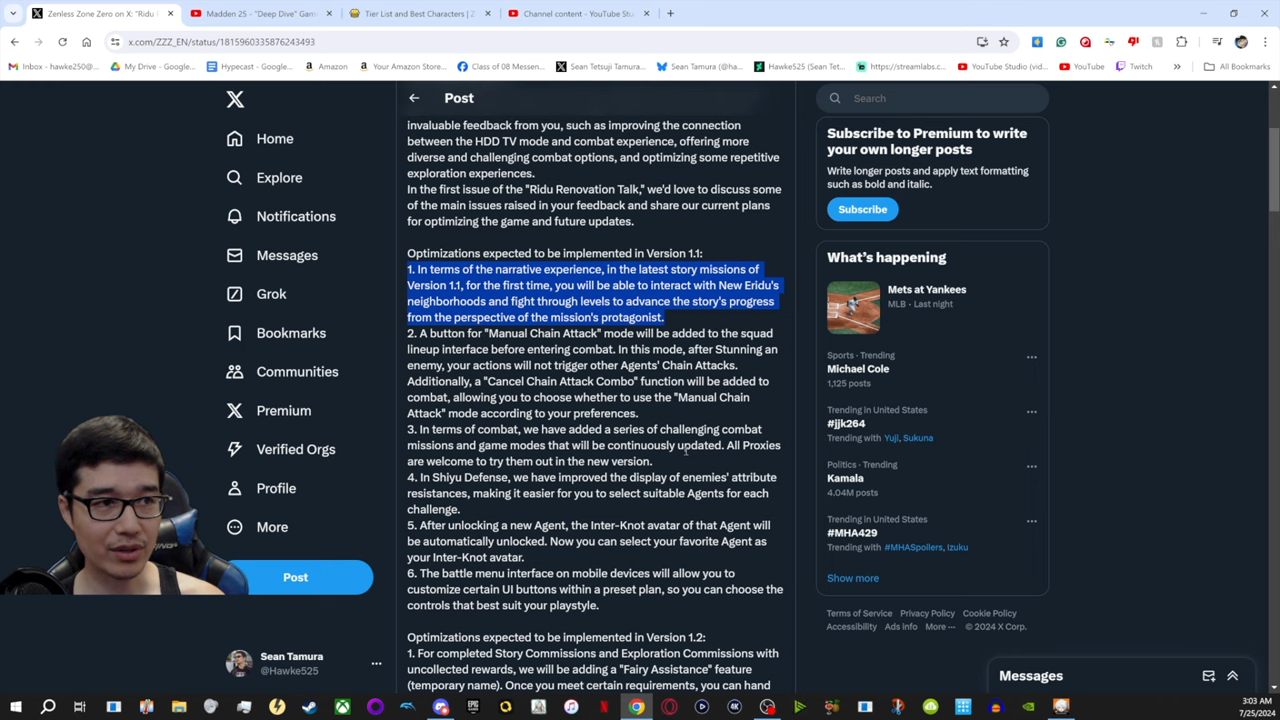 Zenless Zone Zero on X: "Ridu R
Madden 25 - "Deep Dive" Gam
Tier List and Best Characters | Z
Channel content - YouTube Stu
x.com/ZZZ_EN/status/1815960335876243493
Inbox - hawke250@...
My Drive - Google...
Hypecast - Google...
Amazon
Your Amazon Store...
Class of 08 Messen...
Sean Tetsuji Tamura...
Sean Tamura (@ha...
Hawke525 (Sean Tet...
https://streamlabs.c...
YouTube Studio (vid...
YouTube
Twitch
All Bookmarks
Home
Explore
Notifications
Messages
Grok
Bookmarks
Communities
Premium
Verified Orgs
Profile
More
Post
Sean Tamura
@Hawke525
Post
invaluable feedback from you, such as improving the connection
between the HDD TV mode and combat experience, offering more
diverse and challenging combat options, and optimizing some repetitive
exploration experiences.
In the first issue of the "Ridu Renovation Talk," we'd love to discuss some
of the main issues raised in your feedback and share our current plans
for optimizing the game and future updates.
Optimizations expected to be implemented in Version 1.1:
1. In terms of the narrative experience, in the latest story missions of
Version 1.1, for the first time, you will be able to interact with New Eridu's
neighborhoods and fight through levels to advance the story's progress
from the perspective of the mission's protagonist.
2. A button for "Manual Chain Attack" mode will be added to the squad
lineup interface before entering combat. In this mode, after Stunning an
enemy, your actions will not trigger other Agents' Chain Attacks.
Additionally, a "Cancel Chain Attack Combo" function will be added to
combat, allowing you to choose whether to use the "Manual Chain
Attack" mode according to your preferences.
3. In terms of combat, we have added a series of challenging combat
missions and game modes that will be continuously updated. All Proxies
are welcome to try them out in the new version.
4. In Shiyu Defense, we have improved the display of enemies' attribute
resistances, making it easier for you to select suitable Agents for each
challenge.
5. After unlocking a new Agent, the Inter-Knot avatar of that Agent will
be automatically unlocked. Now you can select your favorite Agent as
your Inter-Knot avatar.
6. The battle menu interface on mobile devices will allow you to
customize certain UI buttons within a preset plan, so you can choose the
controls that best suit your playstyle.
Optimizations expected to be implemented in Version 1.2:
1. For completed Story Commissions and Exploration Commissions with
uncollected rewards, we will be adding a "Fairy Assistance" feature
(temporary name). Once you meet certain requirements, you can hand
Search
Subscribe to Premium to write
your own longer posts
Write longer posts and apply text formatting
such as bold and italic.
Subscribe
What's happening
Mets at Yankees
MLB · Last night
Sports · Trending
Michael Cole
1,125 posts
Trending in United States
#jjk264
Trending with Yuji, Sukuna
Politics · Trending
Kamala
4.04M posts
Trending in United States
#MHA429
Trending with #MHASpoilers, Izuku
Show more
Terms of Service Privacy Policy Cookie Policy
Accessibility Ads info More ··· © 2024 X Corp.
Messages
3:03 AM
7/25/2024